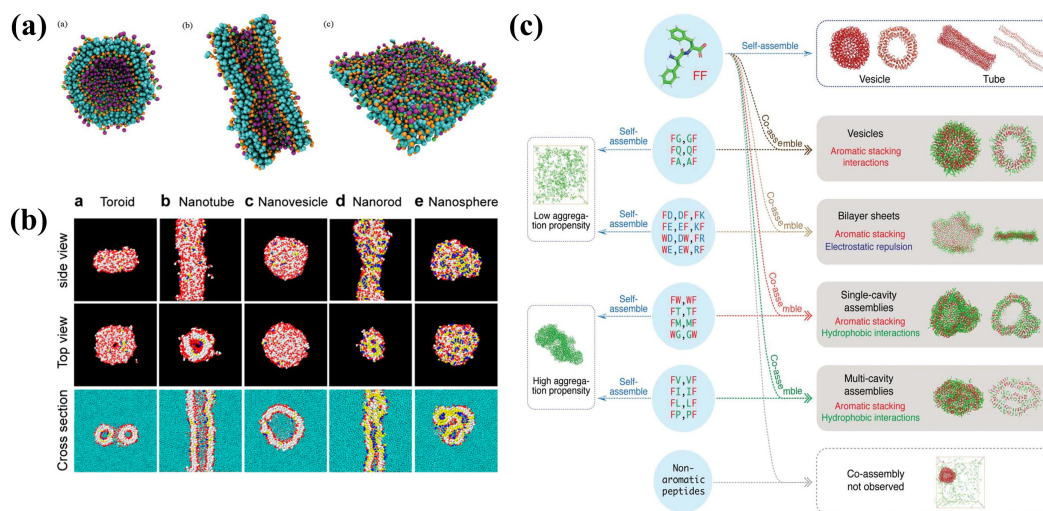 (a)
(a)
(b)
(c)
(b)
a Toroid
b Nanotube
c Nanovesicle
d Nanorod
e Nanosphere
side view
Top view
Cross section
(c)
FF
Self-assemble
Vesicle
Tube
Self-
assemble
FG,GF
FQ,QF
FA,AF
Co-assemble
Vesicles
Aromatic stacking
interactions
Low aggrega-
tion propensity
Self-
assemble
FD,DF,FK
FE,EF,KF
WD,DW,FR
WE,EW,RF
Co-assemble
Bilayer sheets
Aromatic stacking
Electrostatic repulsion
Self-
assemble
FW,WF
FT,TF
FM,MF
WG,GW
Co-assemble
Single-cavity
assemblies
Aromatic stacking
Hydrophobic interactions
High aggrega-
tion propensity
Self-
assemble
FV,VF
FI,IF
FL,LF
FP,PF
Co-assemble
Multi-cavity
assemblies
Aromatic stacking
Hydrophobic interactions
Non-
aromatic
peptides
Co-assembly
not observed